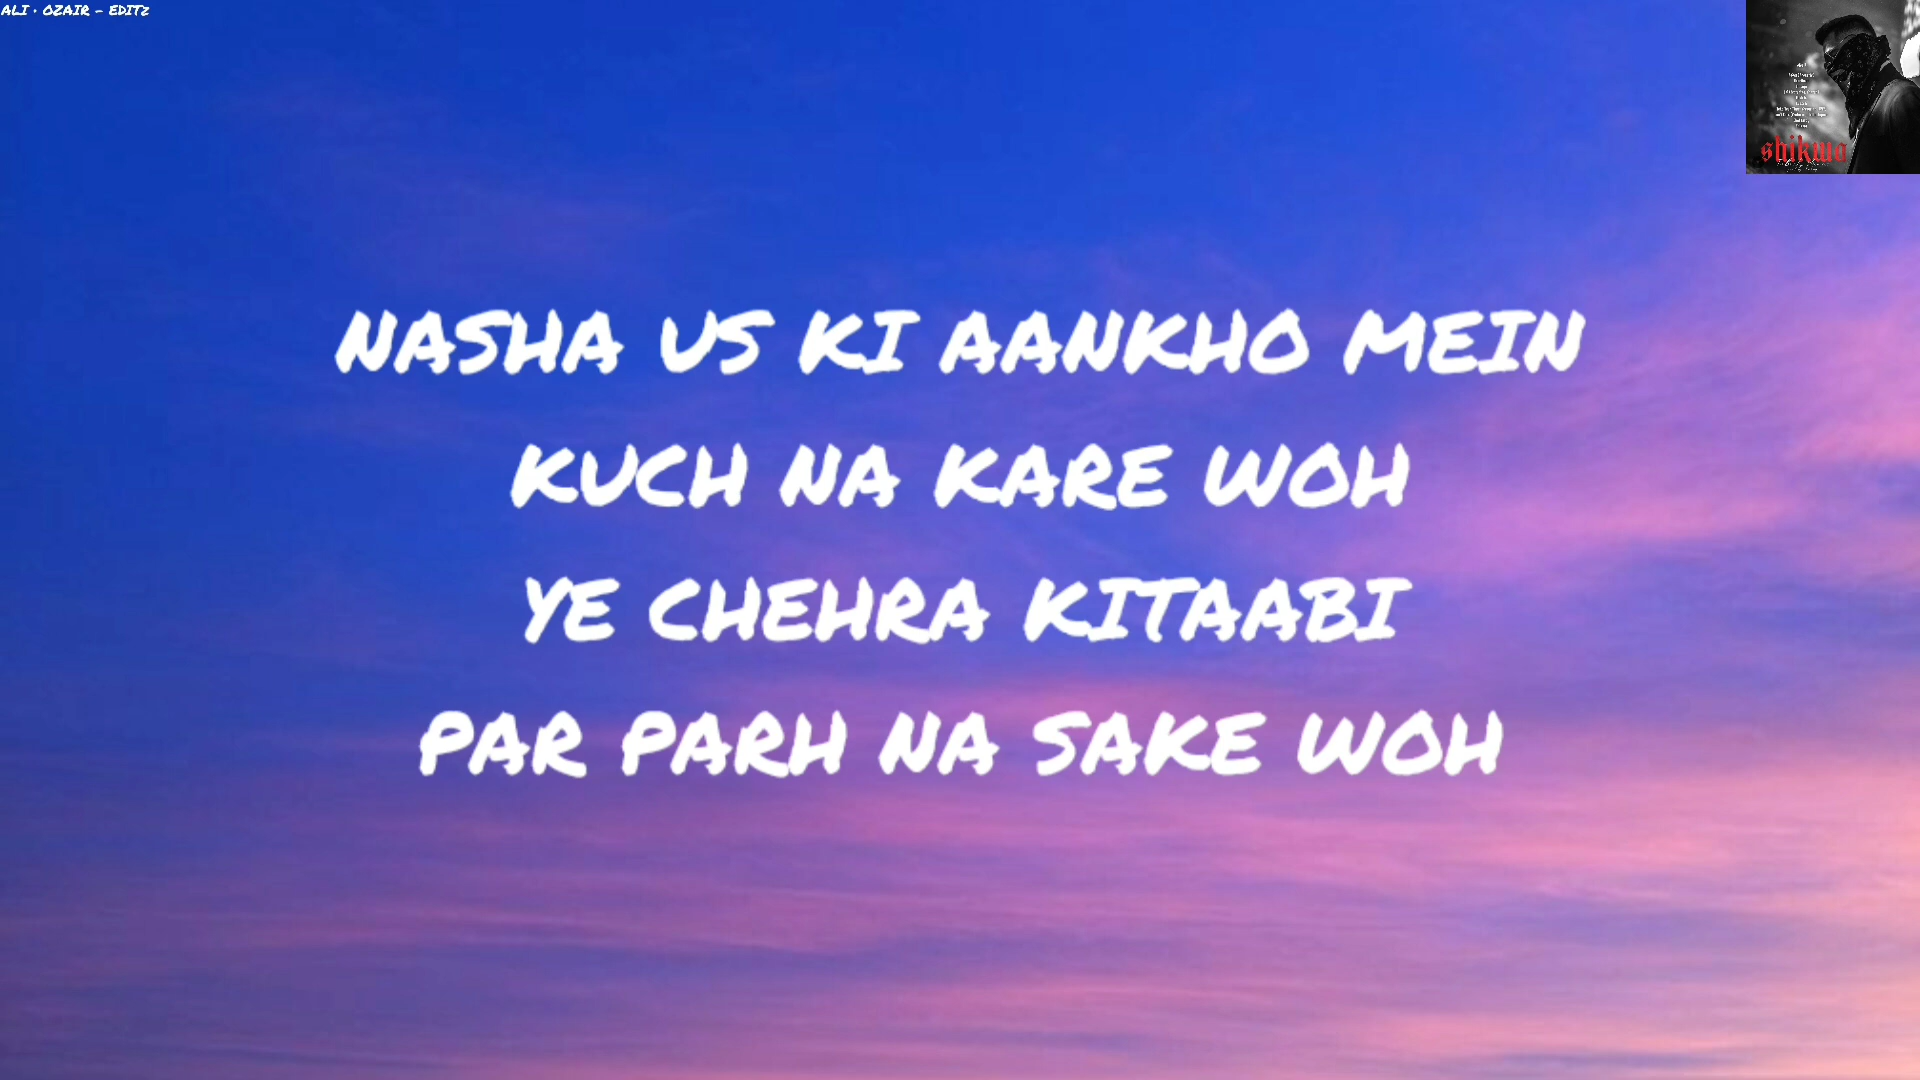 ALI · OZAIR - EDITZ
shikwa
NASHA US KI AANKHO MEIN
KUCH NA KARE WOH
YE CHEHRA KITAABI
PAR PARH NA SAKE WOH